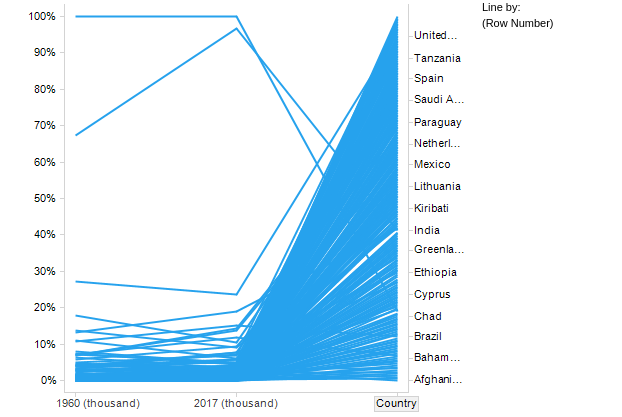 Line by:
(Row Number)
100%
90%
80%
70%
60%
50%
40%
30%
20%
10%
0%
United...
Tanzania
Spain
Saudi A...
Paraguay
Netherl...
Mexico
Lithuania
Kiribati
India
Greenla...
Ethiopia
Cyprus
Chad
Brazil
Baham...
Afghani...
1960 (thousand)
2017 (thousand)
Country